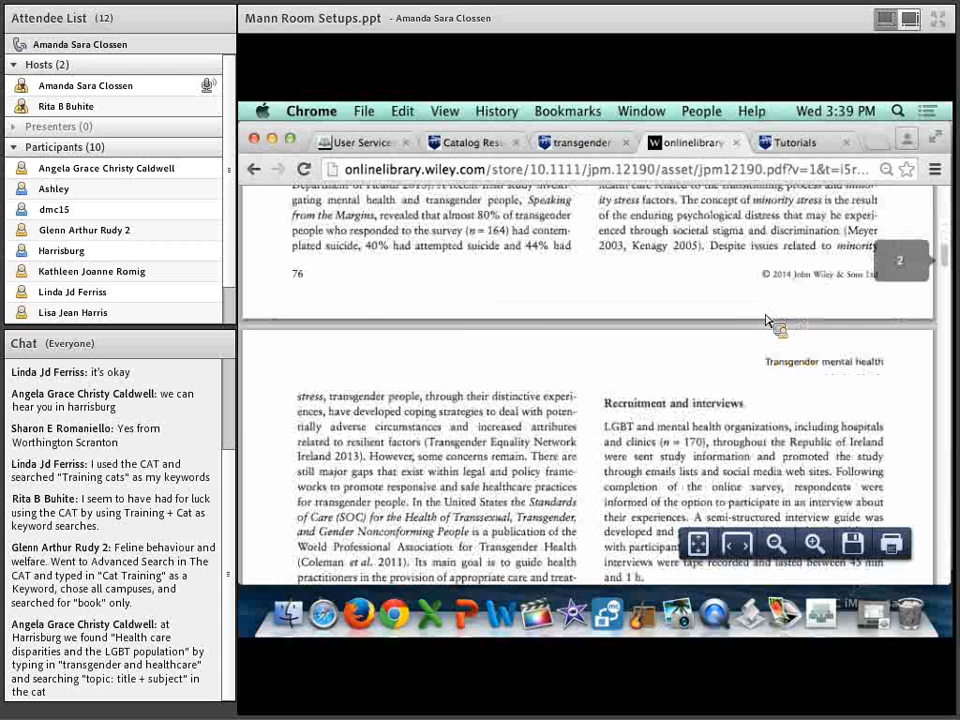 Attendee List (12)
Amanda Sara Clossen
Hosts (2)
Amanda Sara Clossen
Rita B Buhite
Presenters (0)
Participants (10)
Angela Grace Christy Caldwell
Ashley
dmc15
Glenn Arthur Rudy 2
Harrisburg
Kathleen Joanne Romig
Linda Jd Ferriss
Lisa Jean Harris
Chat (Everyone)
Linda Jd Ferriss: it's okay
Angela Grace Christy Caldwell: we can
hear you in harrisburg
Sharon E Romaniello: Yes from
Worthington Scranton
Linda Jd Ferriss: I used the CAT and
searched "Training cats" as my keywords
Rita B Buhite: I seem to have had for luck
using the CAT by using Training + Cat as
keyword searches.
Glenn Arthur Rudy 2: Feline behaviour and
welfare. Went to Advanced Search in The
CAT and typed in "Cat Training" as a
Keyword, chose all campuses, and
searched for "book" only.
Angela Grace Christy Caldwell: at
Harrisburg we found "Health care
disparities and the LGBT population" by
typing in "transgender and healthcare"
and searching "topic: title + subject" in
the cat
Mann Room Setups.ppt - Amanda Sara Clossen
Chrome File Edit View History Bookmarks Window People Help Wed 3:39 PM
User Service Catalog Res transgender onlinelibrary Tutorials
onlinelibrary.wiley.com/store/10.1111/jpm.12190/asset/jpm12190.pdf?v=1&t=i5r...
gating mental health and transgender people, Speaking
from the Margins, revealed that almost 80% of transgender
people who responded to the survey (n = 164) had contem-
plated suicide, 40% had attempted suicide and 44% had
76
ity stress factors. The concept of minority stress is the result
of the enduring psychological distress that may be experi-
enced through societal stigma and discrimination (Meyer
2003, Kenagy 2005). Despite issues related to minority
© 2014 John Wiley & Sons Ltd
2
Transgender mental health
stress, transgender people, through their distinctive experi-
ences, have developed coping strategies to deal with poten-
tially adverse circumstances and increased attributes
related to resilient factors (Transgender Equality Network
Ireland 2013). However, some concerns remain. There are
still major gaps that exist within legal and policy frame-
works to promote responsive and safe healthcare practices
for transgender people. In the United States the Standards
of Care (SOC) for the Health of Transsexual, Transgender,
and Gender Nonconforming People is a publication of the
World Professional Association for Transgender Health
(Coleman et al. 2011). Its main goal is to guide health
practitioners in the provision of appropriate care and treat-
Recruitment and interviews
LGBT and mental health organizations, including hospitals
and clinics (n = 170), throughout the Republic of Ireland
were sent study information and promoted the study
through emails lists and social media web sites. Following
completion of the online survey, respondents were
informed of the option to participate in an interview about
their experiences. A semi-structured interview guide was
developed and
with participan
interviews were tape recorded and lasted between 45 min
and 1 h.